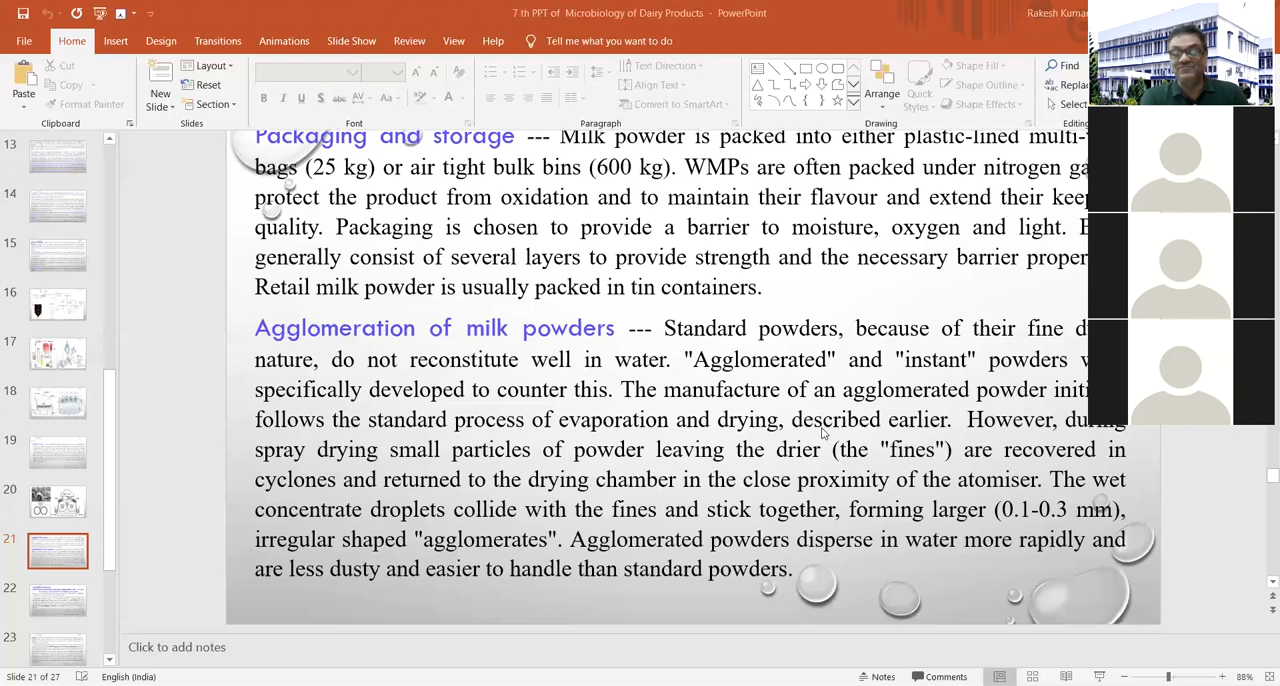 7 th PPT of Microbiology of Dairy Products - PowerPoint
Rakesh Kumar
File Home Insert Design Transitions Animations Slide Show Review View Help Tell me what you want to do
Paste
Cut
Copy
Format Painter
Clipboard
New Slide
Layout
Reset
Section
Slides
Font
Text Direction
Align Text
Convert to SmartArt
Paragraph
Arrange
Quick Styles
Shape Fill
Shape Outline
Shape Effects
Drawing
Find
Replace
Select
Editing
13
14
15
16
17
18
19
20
21
22
23
Packaging and storage --- Milk powder is packed into either plastic-lined multi-
bags (25 kg) or air tight bulk bins (600 kg). WMPs are often packed under nitrogen
protect the product from oxidation and to maintain their flavour and extend their
quality. Packaging is chosen to provide a barrier to moisture, oxygen and light.
generally consist of several layers to provide strength and the necessary barrier
Retail milk powder is usually packed in tin containers.
Agglomeration of milk powders --- Standard powders, because of their fine
nature, do not reconstitute well in water. "Agglomerated" and "instant" powders
specifically developed to counter this. The manufacture of an agglomerated powder
follows the standard process of evaporation and drying, described earlier. However, during
spray drying small particles of powder leaving the drier (the "fines") are recovered in
cyclones and returned to the drying chamber in the close proximity of the atomiser. The wet
concentrate droplets collide with the fines and stick together, forming larger (0.1-0.3 mm),
irregular shaped "agglomerates". Agglomerated powders disperse in water more rapidly and
are less dusty and easier to handle than standard powders.
Click to add notes
Slide 21 of 27 English (India) Notes Comments 88%